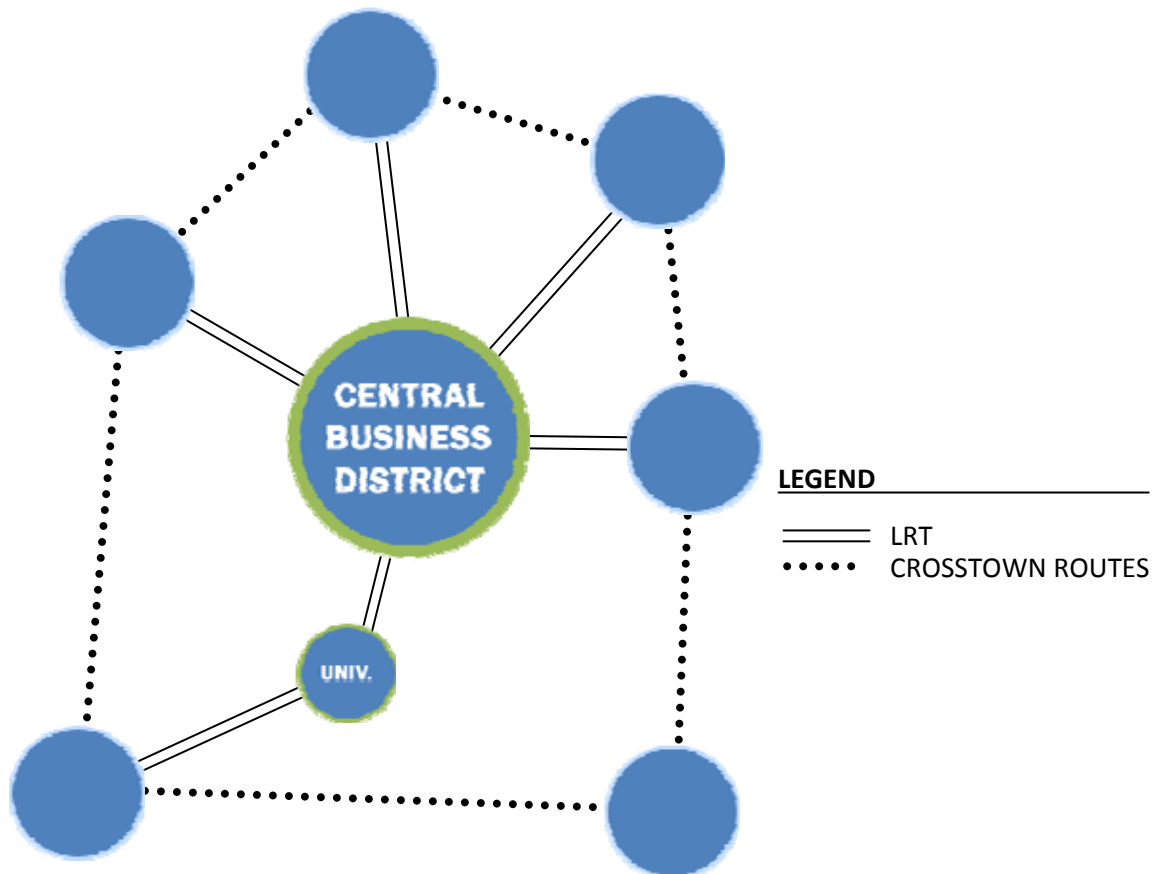 CENTRAL
BUSINESS
DISTRICT
UNIV.
LEGEND
LRT
CROSSTOWN ROUTES